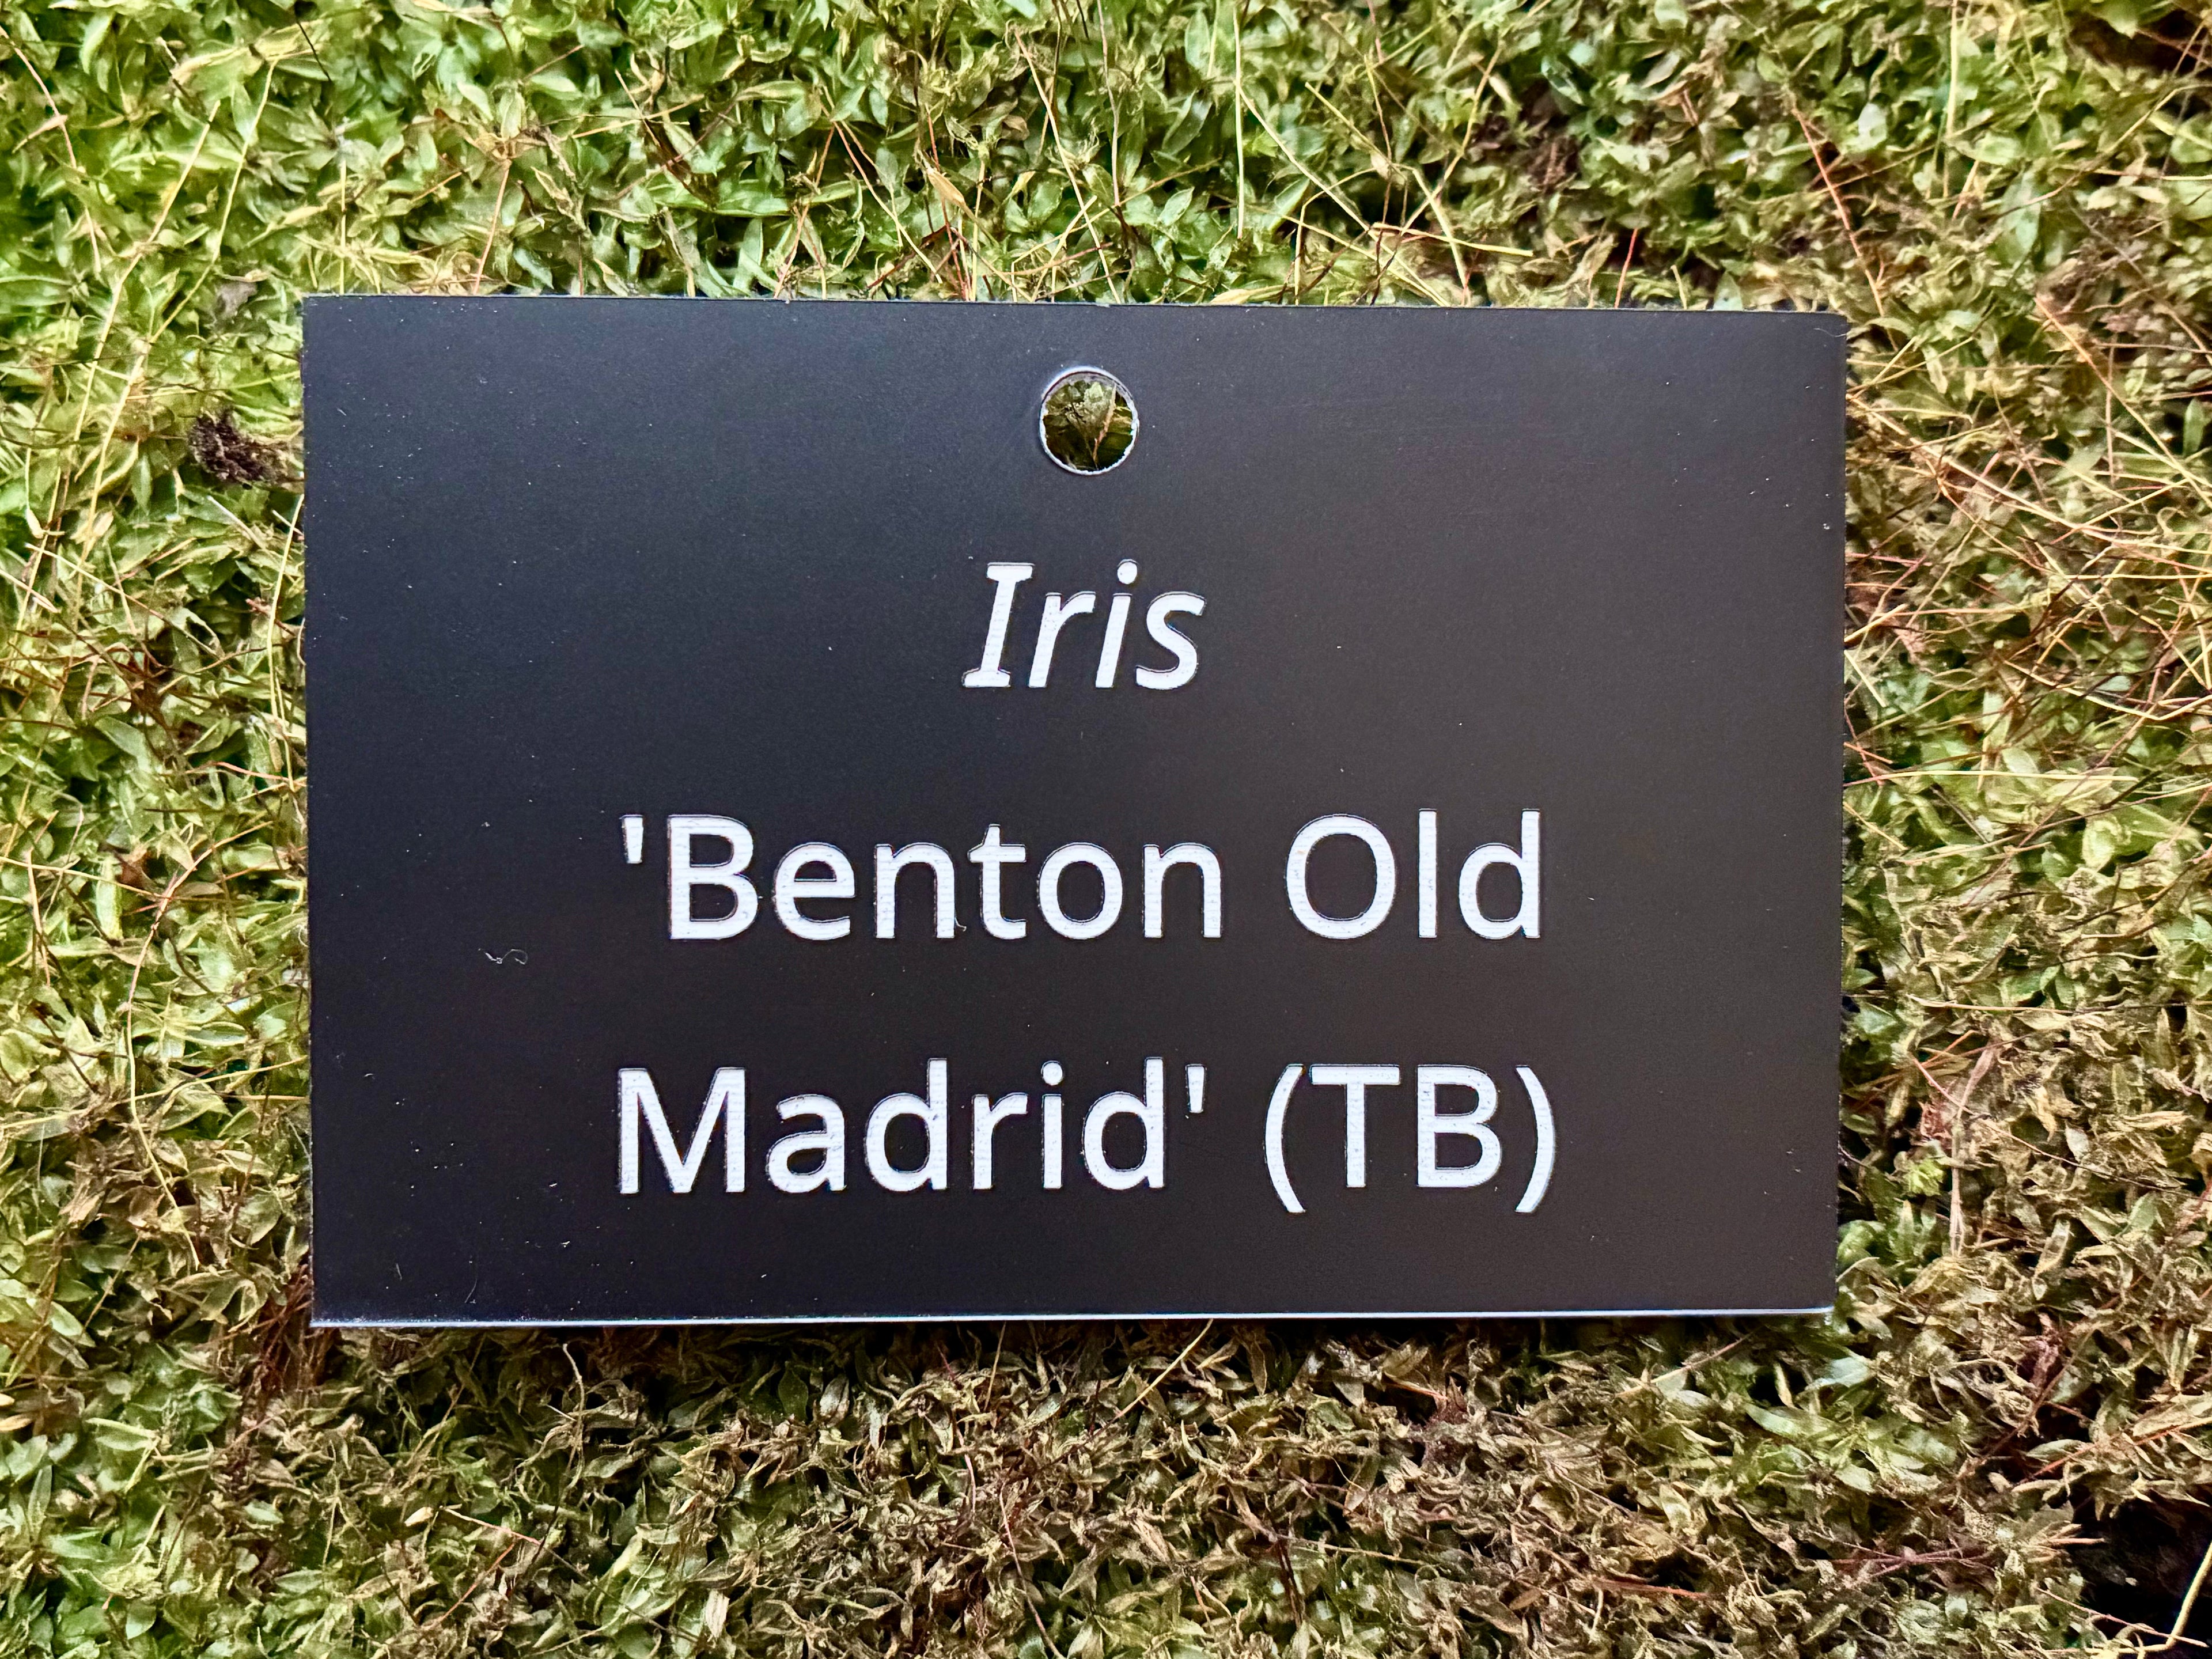 Iris
'Benton Old
Madrid' (TB)